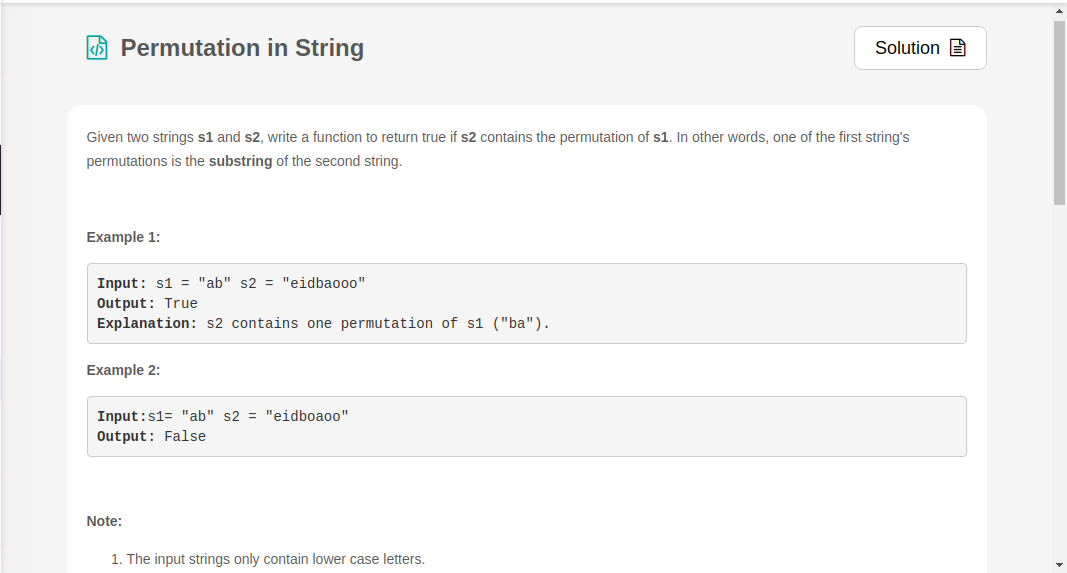 Permutation in String
Solution
Given two strings s1 and s2, write a function to return true if s2 contains the permutation of s1. In other words, one of the first string's
permutations is the substring of the second string.
Example 1:
Input: s1 = "ab" s2 = "eidbaooo"
Output: True
Explanation: s2 contains one permutation of s1 ("ba").
Example 2:
Input:s1= "ab" s2 = "eidboaoo"
Output: False
Note:
1. The input strings only contain lower case letters.